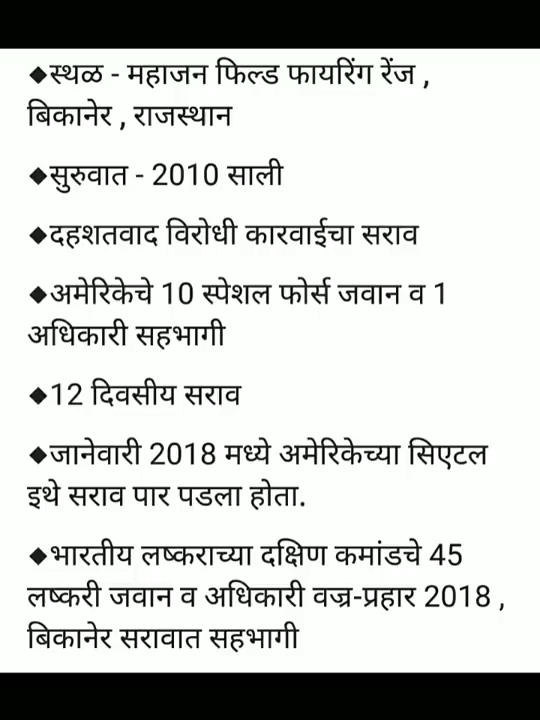 ◆स्थळ - महाजन फिल्ड फायरिंग रेंज ,
बिकानेर , राजस्थान
◆सुरुवात - 2010 साली
◆दहशतवाद विरोधी कारवाईचा सराव
◆अमेरिकेचे 10 स्पेशल फोर्स जवान व 1
अधिकारी सहभागी
◆12 दिवसीय सराव
◆जानेवारी 2018 मध्ये अमेरिकेच्या सिएटल
इथे सराव पार पडला होता.
◆भारतीय लष्कराच्या दक्षिण कमांडचे 45
लष्करी जवान व अधिकारी वज्र-प्रहार 2018 ,
बिकानेर सरावात सहभागी